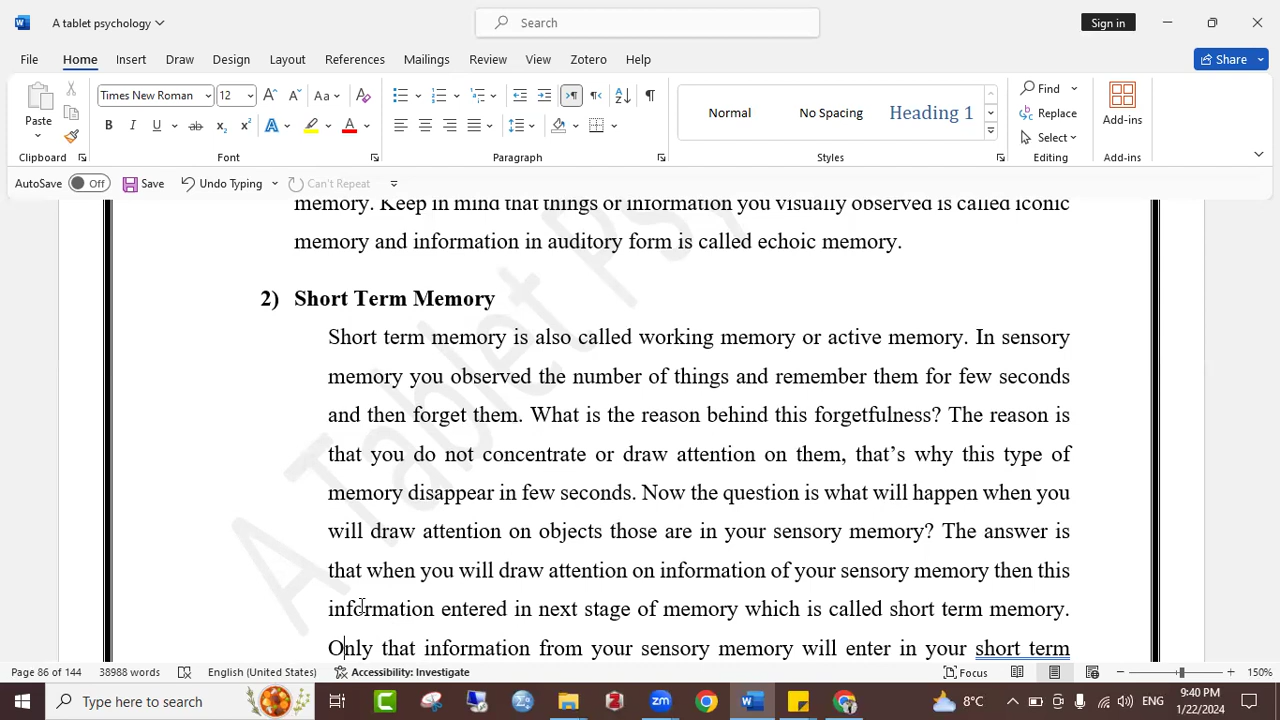 A tablet psychology
Search
Sign in
File Home Insert Draw Design Layout References Mailings Review View Zotero Help
Share
Paste
Clipboard
Times New Roman 12
Font
Paragraph
Normal No Spacing Heading 1
Styles
Find
Replace
Select
Editing
Add-ins
Add-ins
AutoSave Off Save Undo Typing Can't Repeat
memory. Keep in mind that things or information you visually observed is called iconic
memory and information in auditory form is called echoic memory.
2) Short Term Memory
Short term memory is also called working memory or active memory. In sensory
memory you observed the number of things and remember them for few seconds
and then forget them. What is the reason behind this forgetfulness? The reason is
that you do not concentrate or draw attention on them, that’s why this type of
memory disappear in few seconds. Now the question is what will happen when you
will draw attention on objects those are in your sensory memory? The answer is
that when you will draw attention on information of your sensory memory then this
information entered in next stage of memory which is called short term memory.
Only that information from your sensory memory will enter in your short term
A Tablet Psy
Page 86 of 144 38988 words English (United States) Accessibility: Investigate Focus 150%
Type here to search
8°C
ENG
9:40 PM
1/22/2024